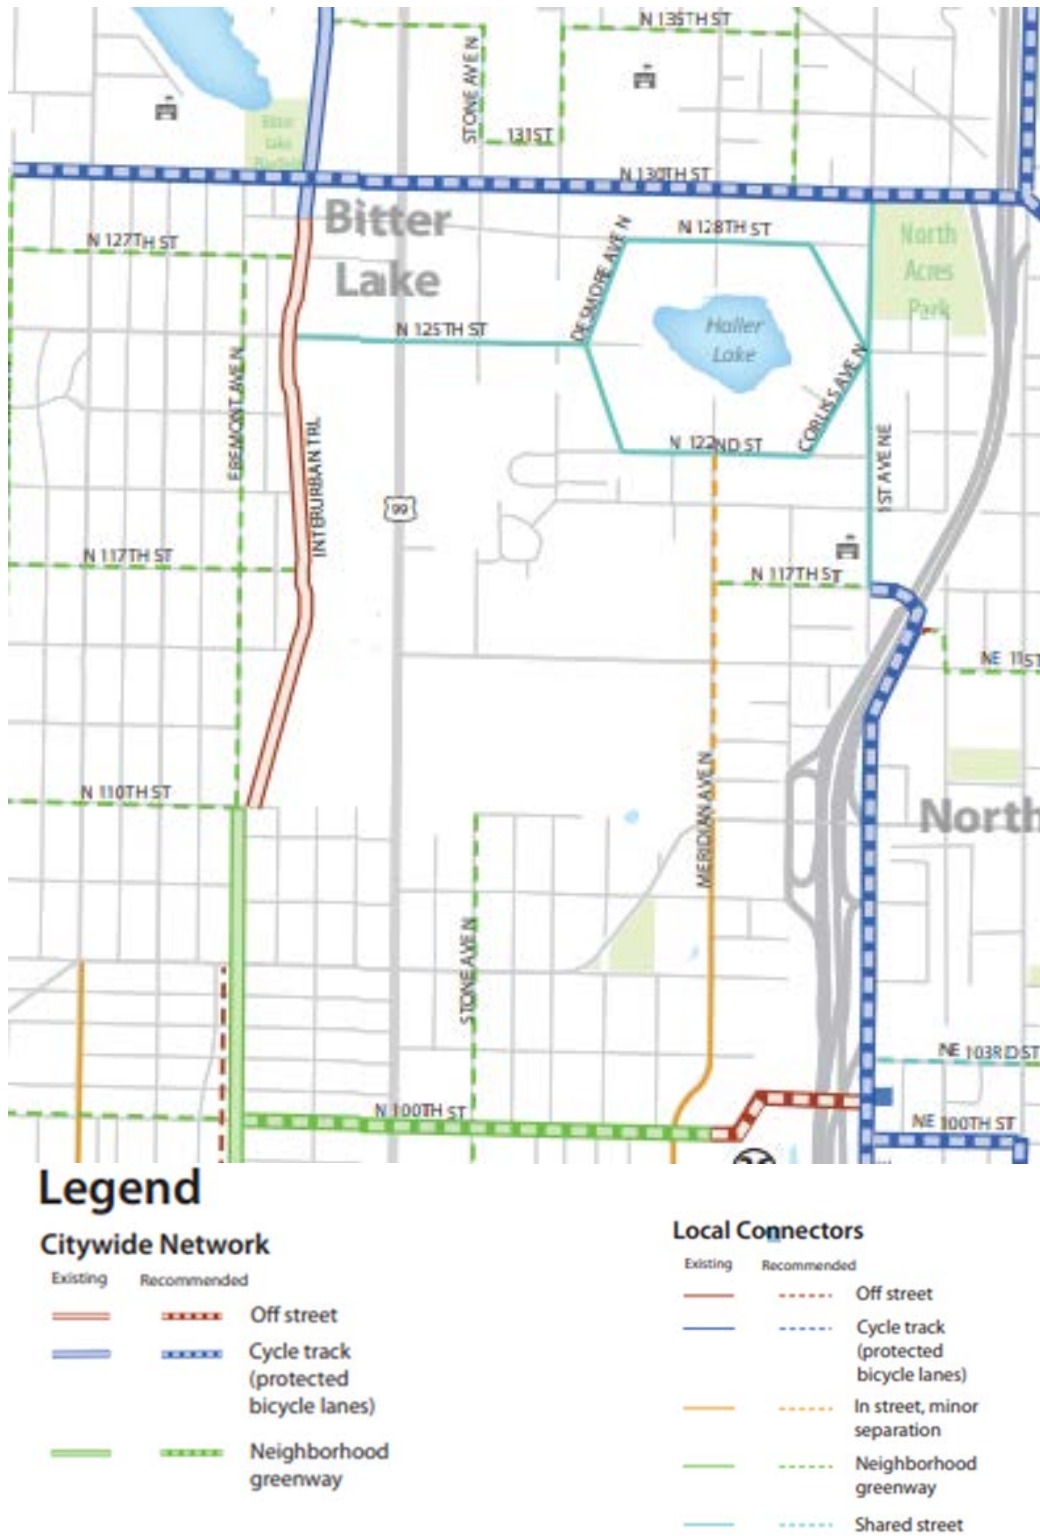 N 135TH ST
STONE AVE N
131ST
N 130TH ST
Bitter
Lake
N 127TH ST
N 128TH ST
DESMORE AVE N
North
Acres
Park
Haller
Lake
N 125TH ST
FREMONT AVE N
INTERURBAN TRL
CORLISS AVE N
N 122ND ST
1ST AVE NE
99
N 117TH ST
N 117TH ST
NE 115T
MERIDIAN AVE N
N 110TH ST
North
STONE AVE N
NE 103RD ST
N 100TH ST
NE 100TH ST
Legend
Citywide Network
Existing Recommended
Off street
Cycle track
(protected
bicycle lanes)
Neighborhood
greenway
Local Connectors
Existing Recommended
Off street
Cycle track
(protected
bicycle lanes)
In street, minor
separation
Neighborhood
greenway
Shared street